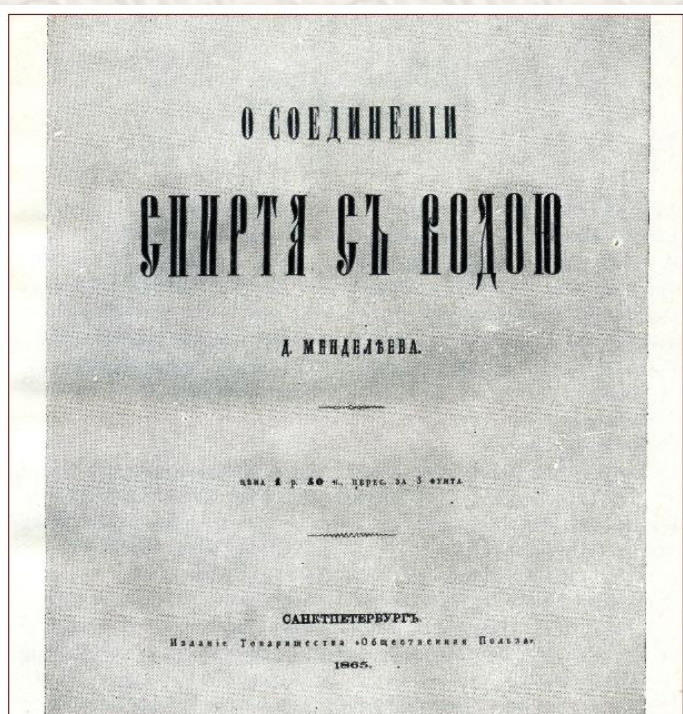 О СОЕДИНЕНІИ
СПИРТА СЪ ВОДОЮ
Д. МЕНДЕЛѢЕВА.
ЦѢНА 1 р. 50 к., ПЕРЕС. ЗА 3 ФУНТА
САНКТПЕТЕРБУРГЪ.
Изданіе Товарищества «Общественная Польза»
1865.